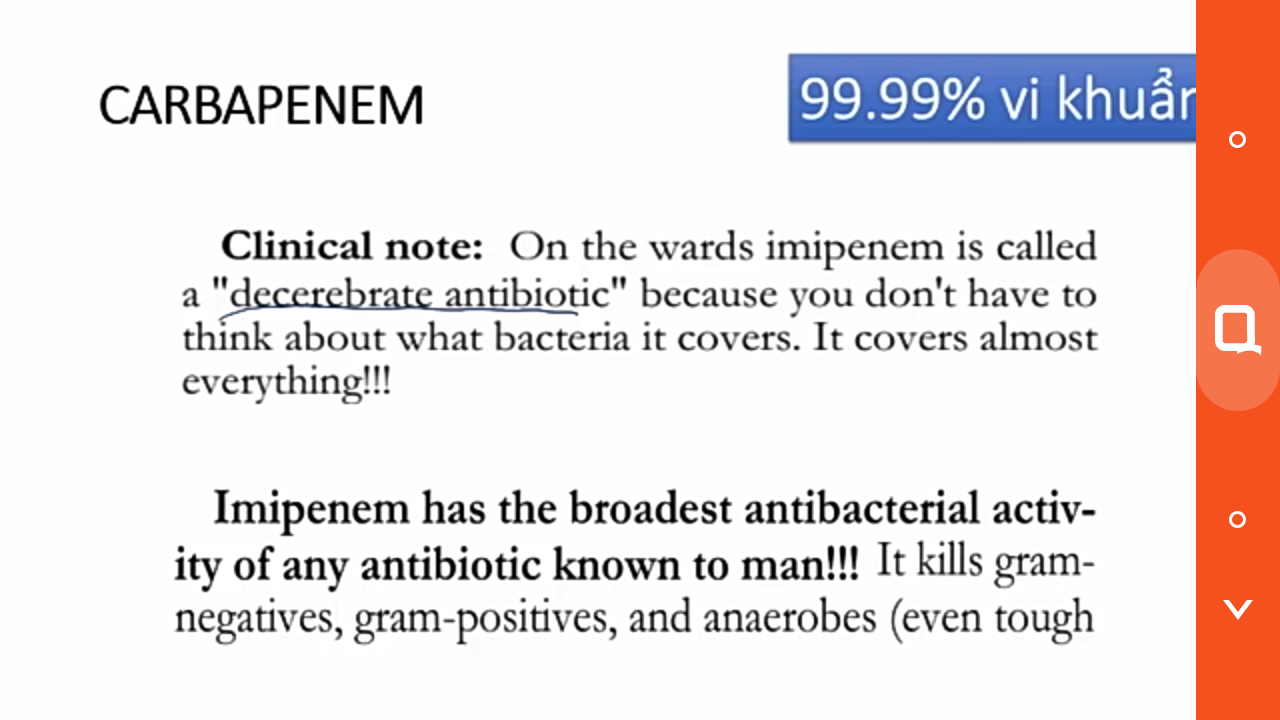 CARBAPENEM
99.99% vi khuẩn
Clinical note: On the wards imipenem is called
a "decerebrate antibiotic" because you don't have to
think about what bacteria it covers. It covers almost
everything!!!
Imipenem has the broadest antibacterial activ-
ity of any antibiotic known to man!!! It kills gram-
negatives, gram-positives, and anaerobes (even tough